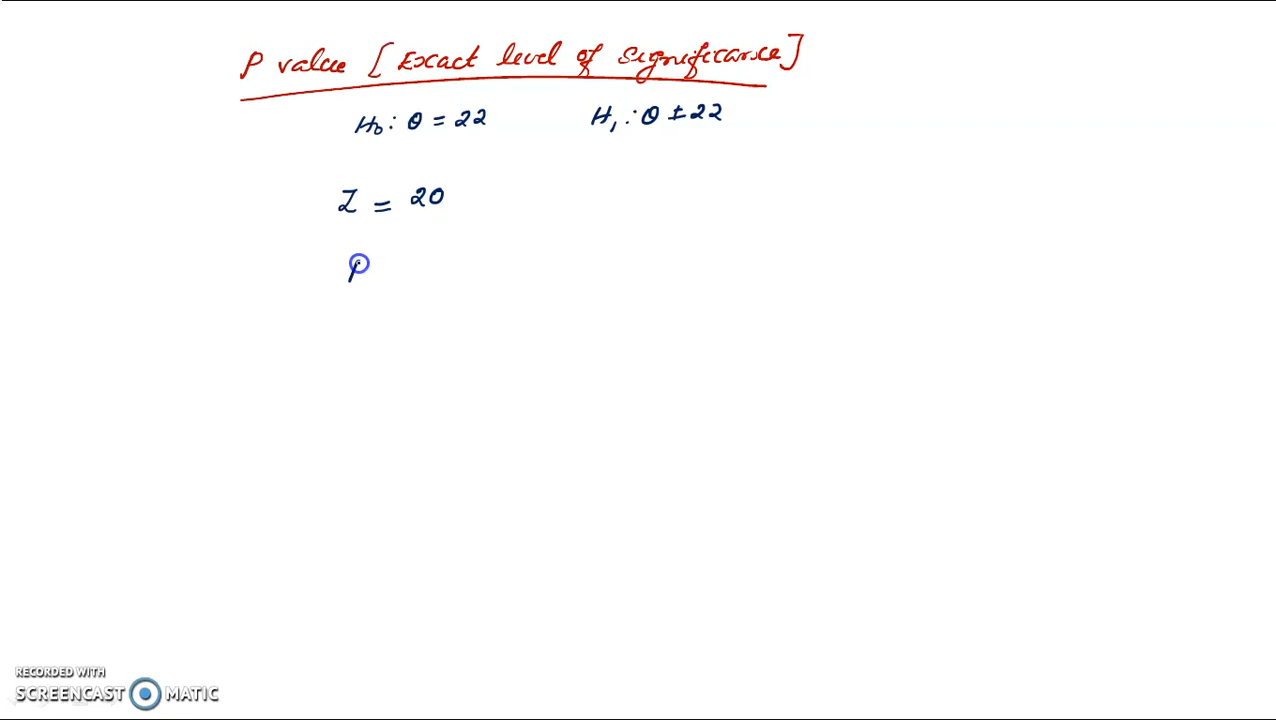 P value [Exact level of significance]
H₀: θ = 22 H₁: θ ≠ 22
Z = 20
P
RECORDED WITH
SCREENCAST MATIC